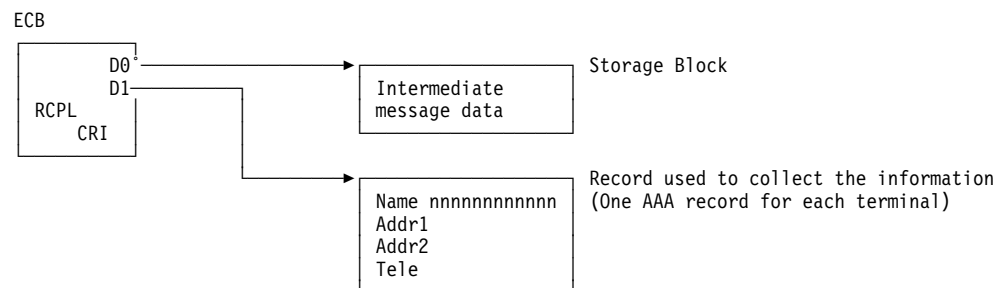 ECB
D0°
Storage Block
D1
Intermediate
message data
RCPL
CRI
Record used to collect the information
(One AAA record for each terminal)
Name nnnnnnnnnnnn
Addr1
Addr2
Tele